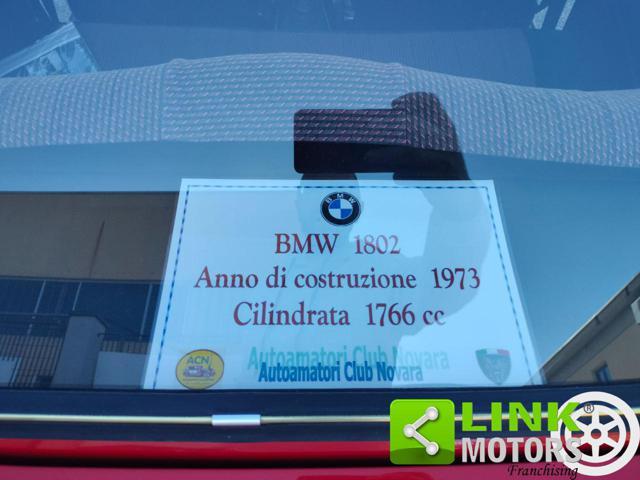 BMW
BMW 1802
Anno di costruzione 1973
Cilindrata 1766 cc
ACN
Autoamatori Club Novara
Autoamatori Club Novara
LINK
MOTORS®
Franchising